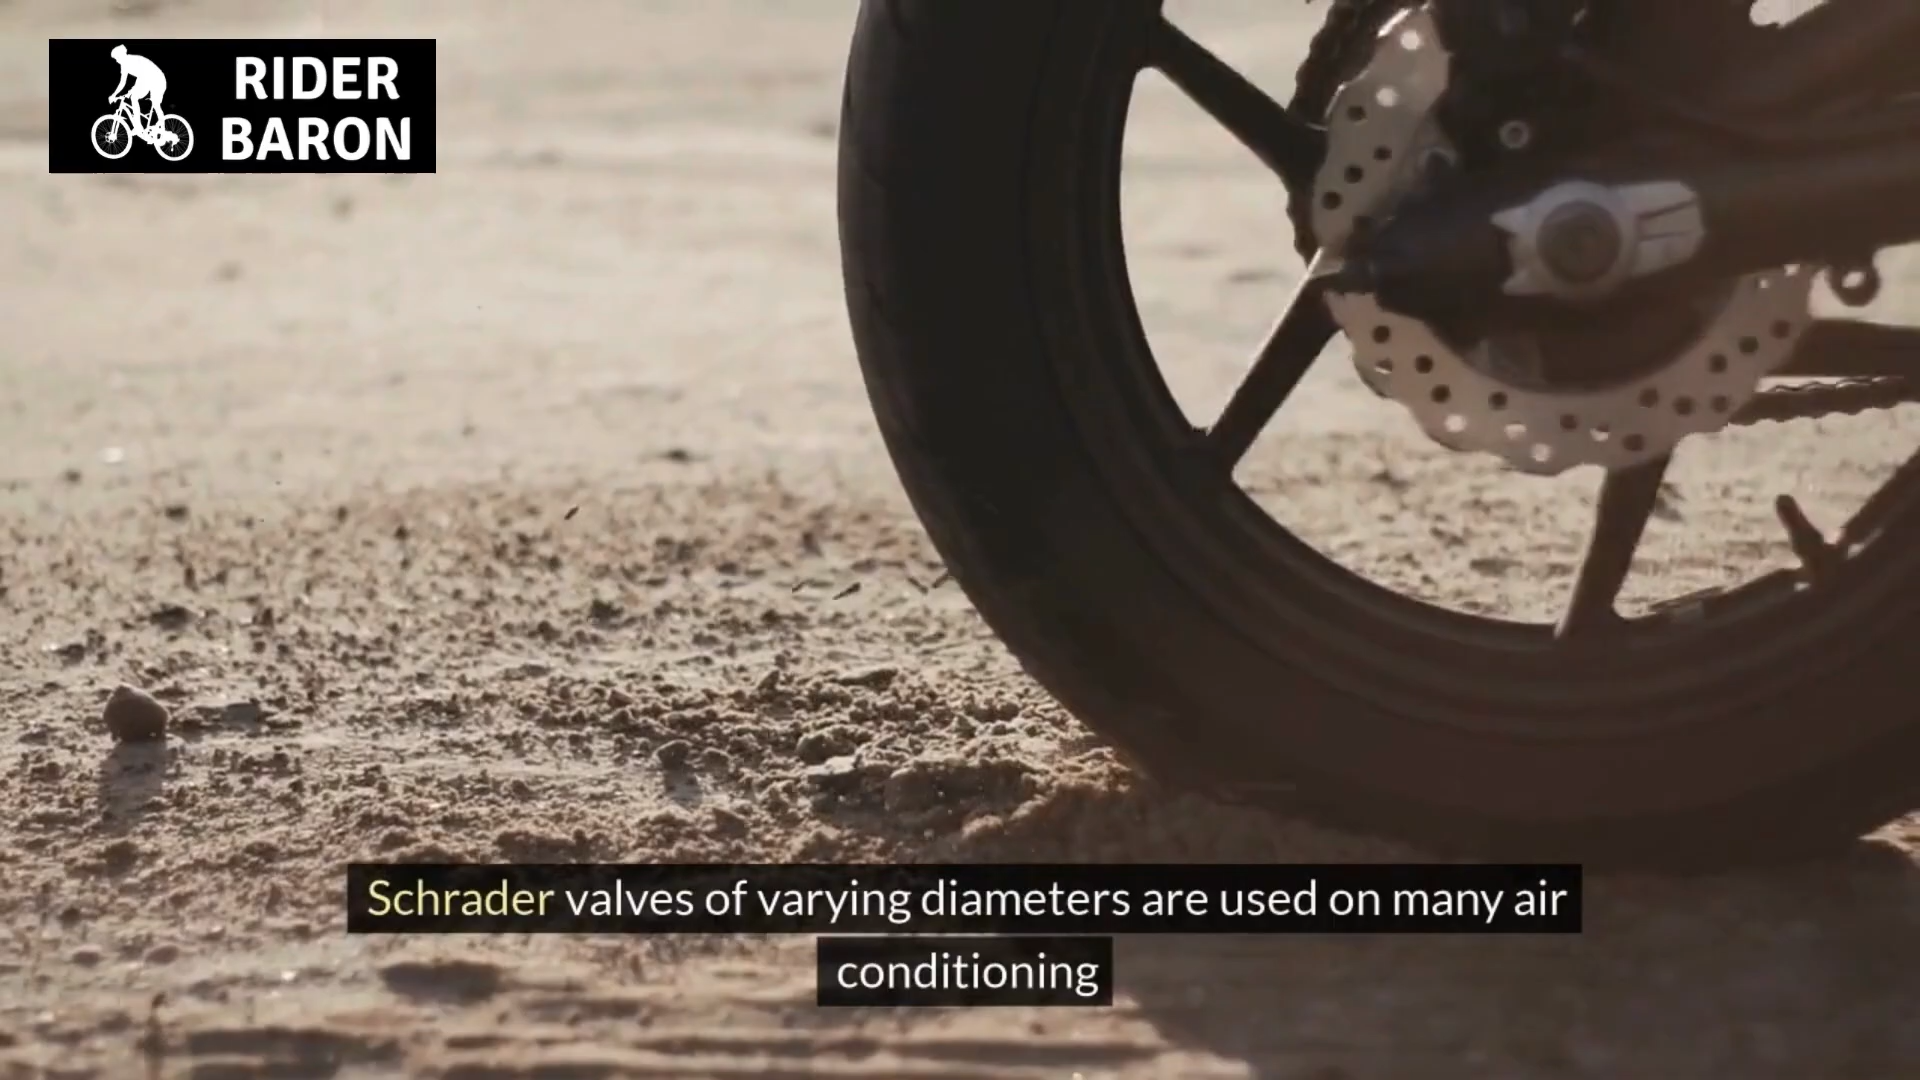 RIDER
BARON
Schrader valves of varying diameters are used on many air
conditioning